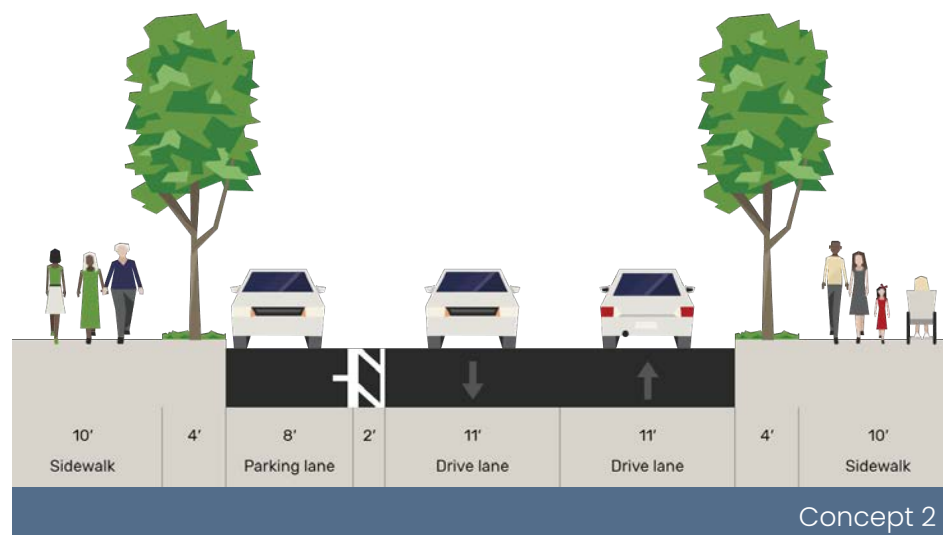 10’ 4’ 8’ 2’ 11’ 11’ 4’ 10’
Sidewalk Parking lane Drive lane Drive lane Sidewalk
Concept 2